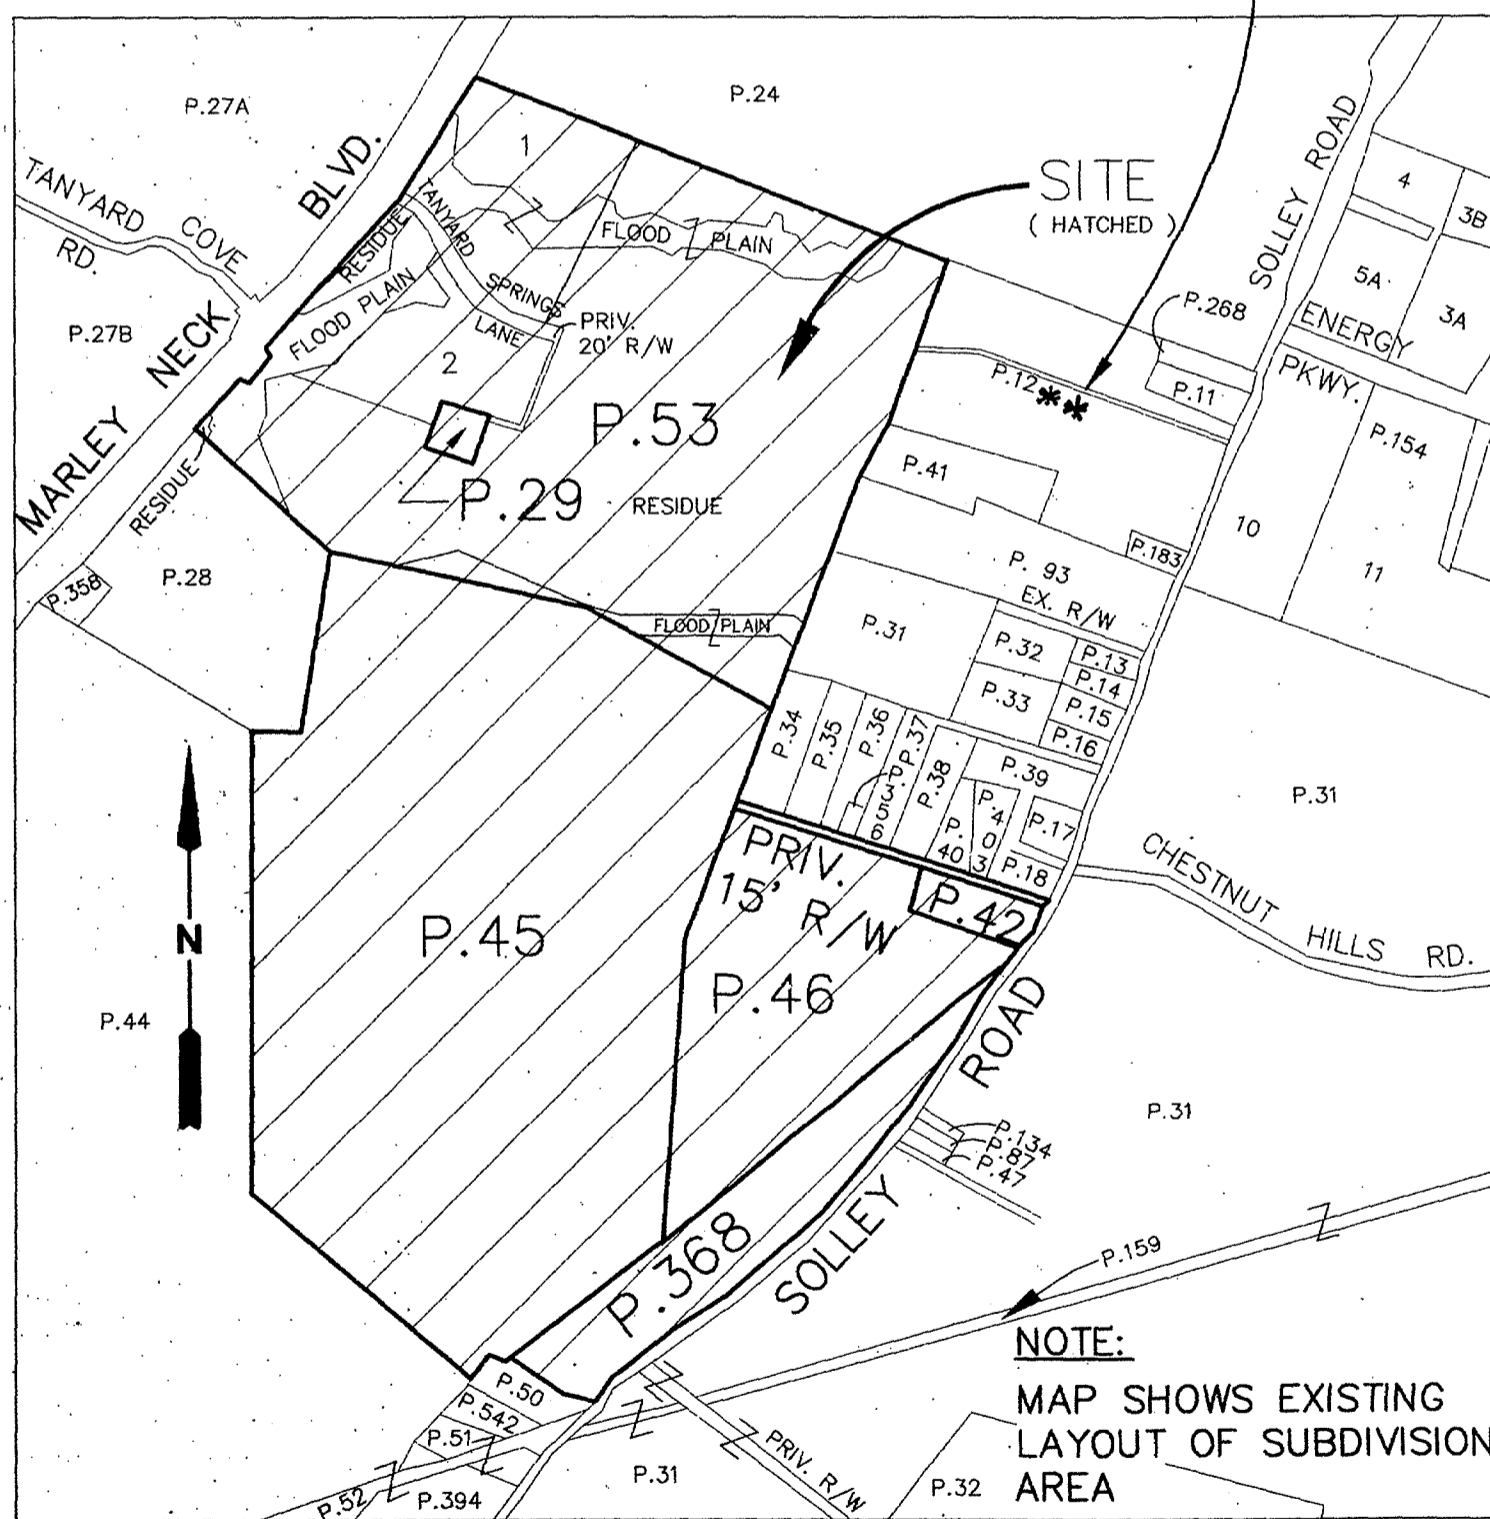 P.27A
P.24
TANYARD COVE RD.
BLVD.
MARLEY NECK
P.27B
1
RESIDUE
TANYARD SPRINGS LANE
FLOOD PLAIN
FLOOD PLAIN
PRIV.
20' R/W
2
SITE
( HATCHED )
P.53
P.29
RESIDUE
RESIDUE
P.28
P.358
FLOOD PLAIN
SOLLEY ROAD
4
3B
5A
3A
P.268
ENERGY PKWY.
P.11
P.12 **
P.154
P.41
10
11
P.183
P. 93
EX. R/W
P.31
P.32
P.13
P.14
P.33
P.15
P.16
P.34
P.35
P.36
P.37
P.356
P.38
P.39
P.403
P.40
P.17
P.18
P.31
CHESTNUT HILLS RD.
PRIV.
15' R/W
P.42
P.45
P.46
N
P.44
SOLLEY ROAD
P.31
P.134
P.87
P.47
P.368
P.159
P.50
P.542
P.51
P.52
P.394
P.31
PRIV. R/W
P.32
NOTE:
MAP SHOWS EXISTING
LAYOUT OF SUBDIVISION
AREA